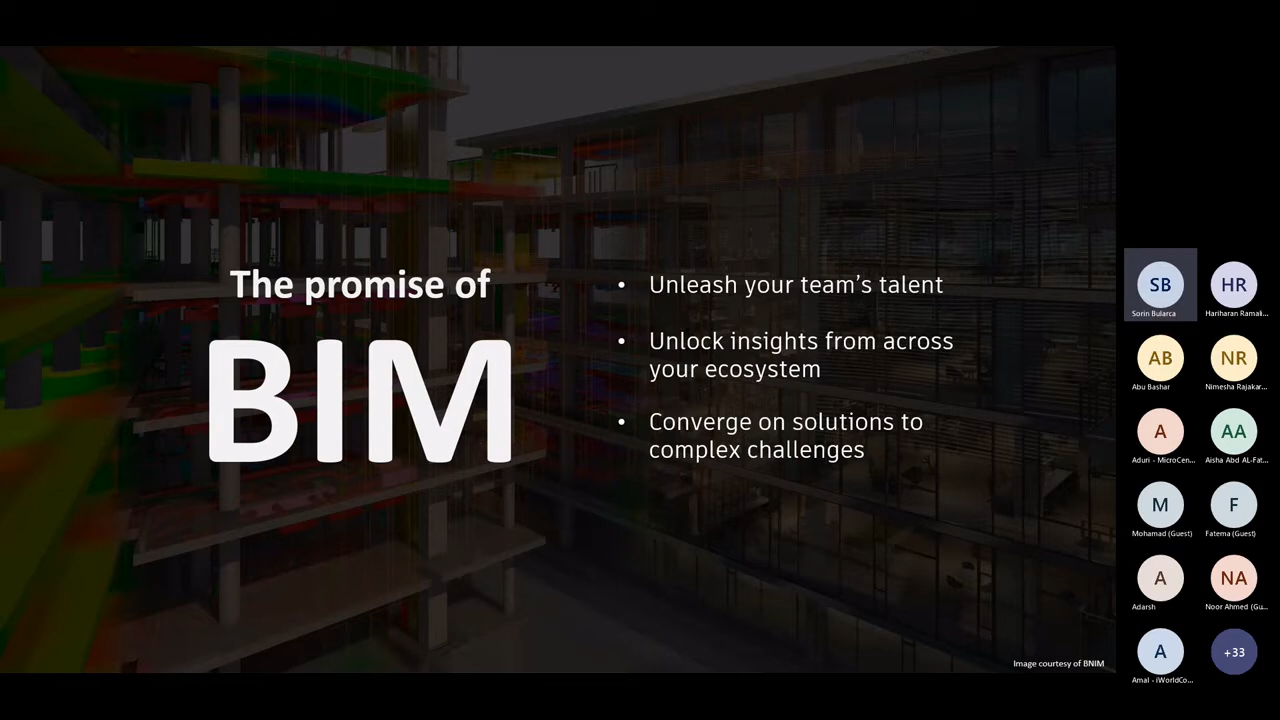 The promise of
BIM
• Unleash your team’s talent
• Unlock insights from across
your ecosystem
• Converge on solutions to
complex challenges
Image courtesy of BNIM
SB
Sorin Bularca
HR
Hariharan Ramali...
AB
Abu Bashar
NR
Nimesha Rajakar...
A
Aduri - MicroCen...
AA
Aisha Abd AL-Fat...
M
Mohamad (Guest)
F
Fatema (Guest)
A
Adarsh
NA
Noor Ahmed (Gu...
A
Amal - iWorldCo...
+33